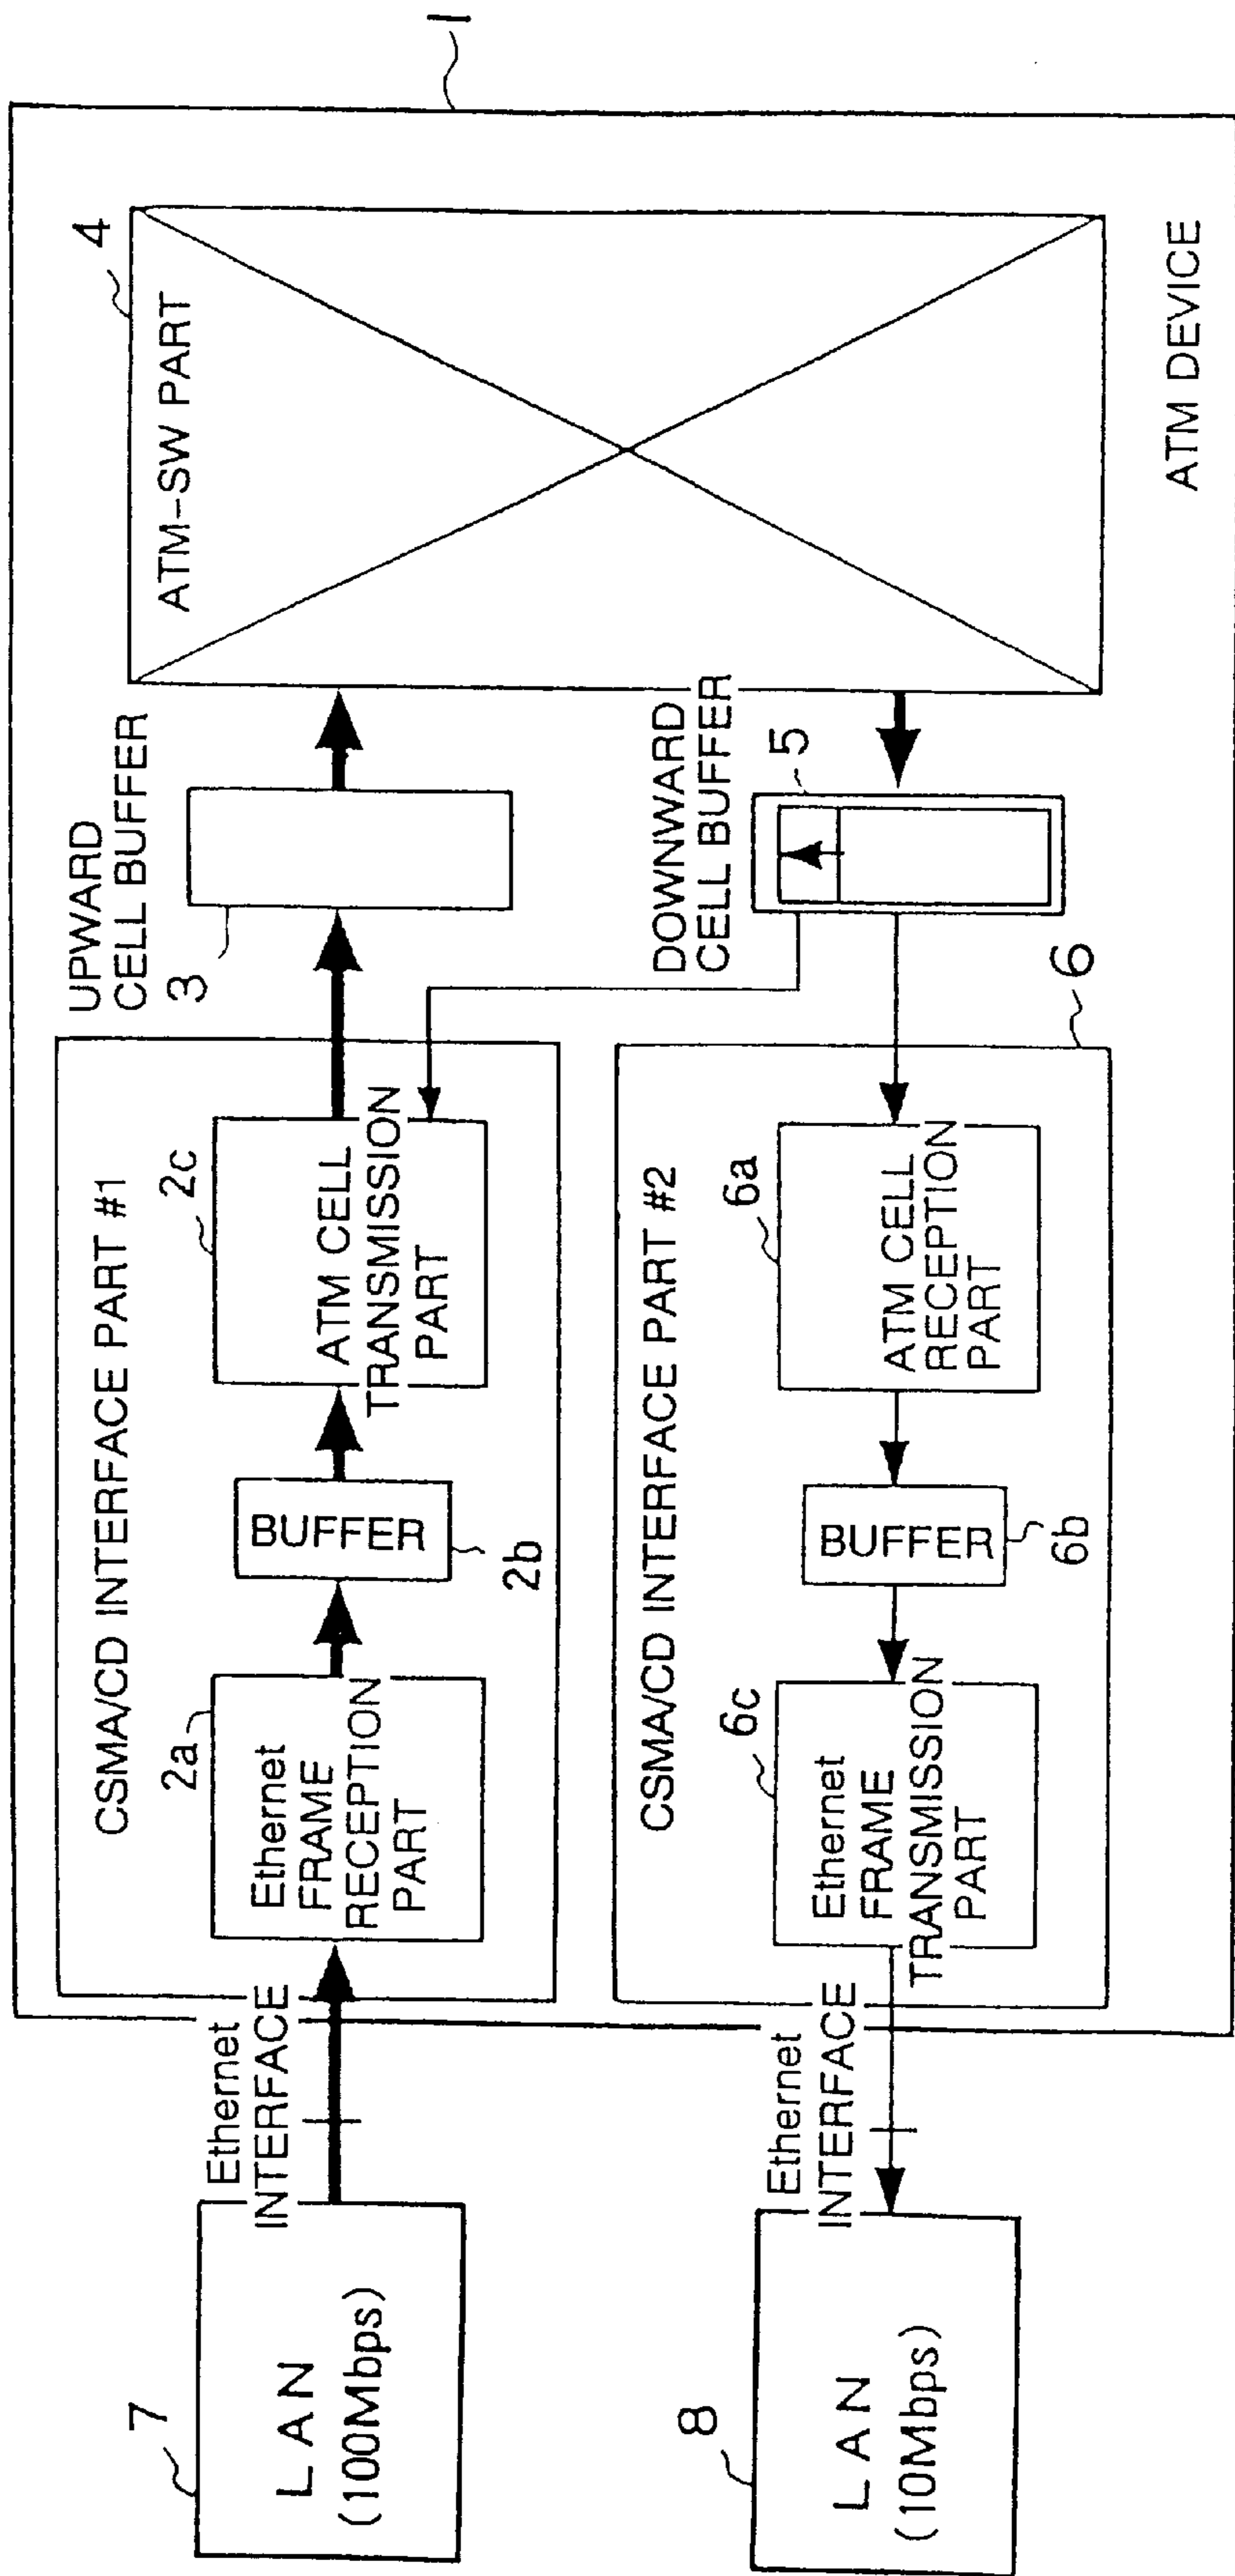 1
4
ATM-SW PART
UPWARD
CELL BUFFER
3
DOWNWARD
CELL BUFFER
5
ATM DEVICE
CSMA/CD INTERFACE PART #1
2a
Ethernet
FRAME
RECEPTION
PART
BUFFER
2b
2c
ATM CELL
TRANSMISSION
PART
6
CSMA/CD INTERFACE PART #2
6a
ATM CELL
RECEPTION
PART
BUFFER
6b
6c
Ethernet
FRAME
TRANSMISSION
PART
Ethernet
INTERFACE
Ethernet
INTERFACE
7
LAN
(100Mbps)
8
LAN
(10Mbps)